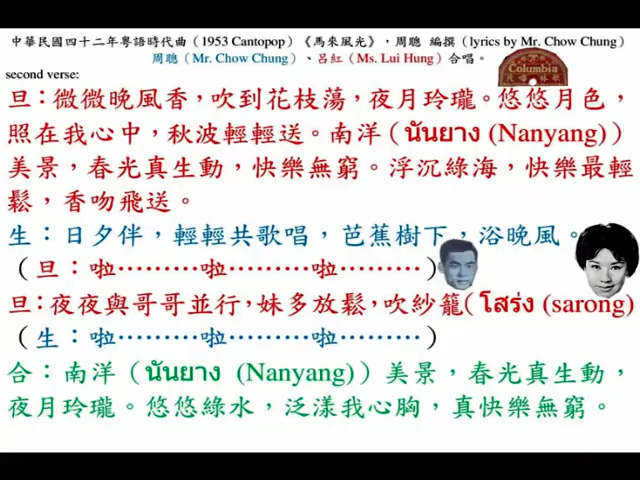 中華民國四十二年粵語時代曲（1953 Cantopop）《馬來風光》，周聰 編撰（lyrics by Mr. Chow Chung）
周聰（Mr. Chow Chung）、呂紅（Ms. Lui Hung）合唱。
Columbia
second verse:
旦：微微晚風香，吹到花枝蕩，夜月玲瓏。悠悠月色，
照在我心中，秋波輕輕送。南洋（นันยาง (Nanyang)）
美景，春光真生動，快樂無窮。浮沉綠海，快樂最輕
鬆，香吻飛送。
生：日夕伴，輕輕共歌唱，芭蕉樹下，浴晚風。
（旦：啦………啦………啦………）
旦：夜夜與哥哥並行，妹多放鬆，吹紗籠（โสร่ง (sarong)
（生：啦………啦………啦………）
合：南洋（นันยาง (Nanyang)）美景，春光真生動，
夜月玲瓏。悠悠綠水，泛漾我心胸，真快樂無窮。